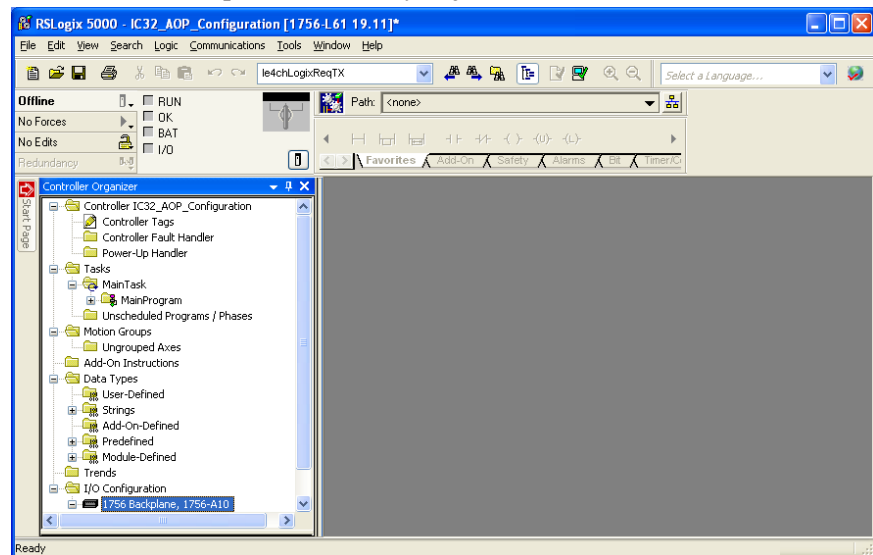 RSLogix 5000 - IC32_AOP_Configuration [1756-L61 19.11]*
File Edit View Search Logic Communications Tools Window Help
le4chLogixReqTX
Select a Language...
Offline
RUN
Path: <none>
No Forces
OK
No Edits
BAT
Redundancy
I/O
Favorites Add-On Safety Alarms Bit Timer/C
Start Page
Controller Organizer
Controller IC32_AOP_Configuration
Controller Tags
Controller Fault Handler
Power-Up Handler
Tasks
MainTask
MainProgram
Unscheduled Programs / Phases
Motion Groups
Ungrouped Axes
Add-On Instructions
Data Types
User-Defined
Strings
Add-On-Defined
Predefined
Module-Defined
Trends
I/O Configuration
1756 Backplane, 1756-A10
Ready